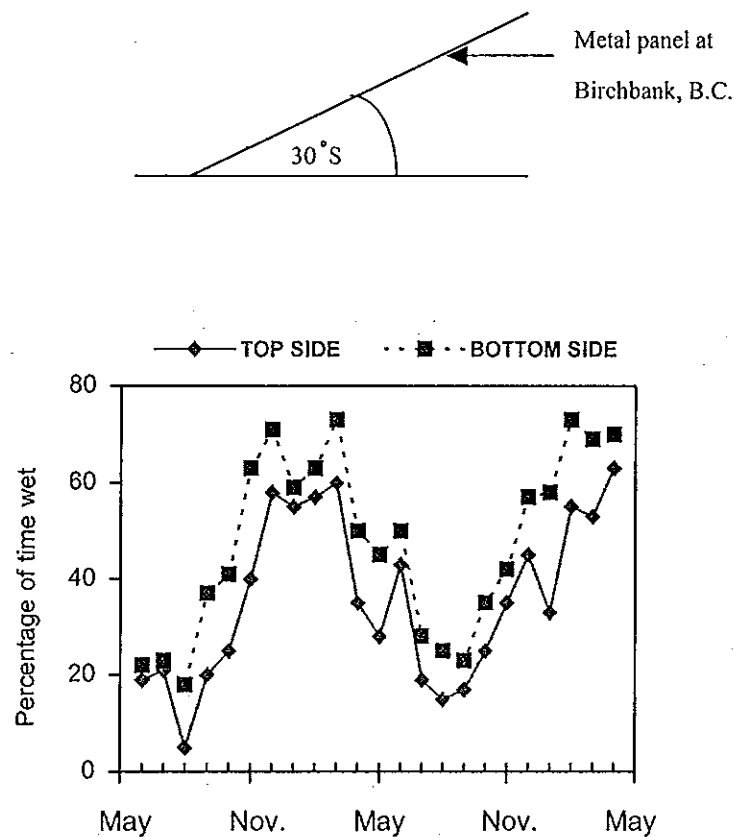 Metal panel at
Birchbank, B.C.
30°S
TOP SIDE BOTTOM SIDE
80
60
40
20
0
Percentage of time wet
May Nov. May Nov. May